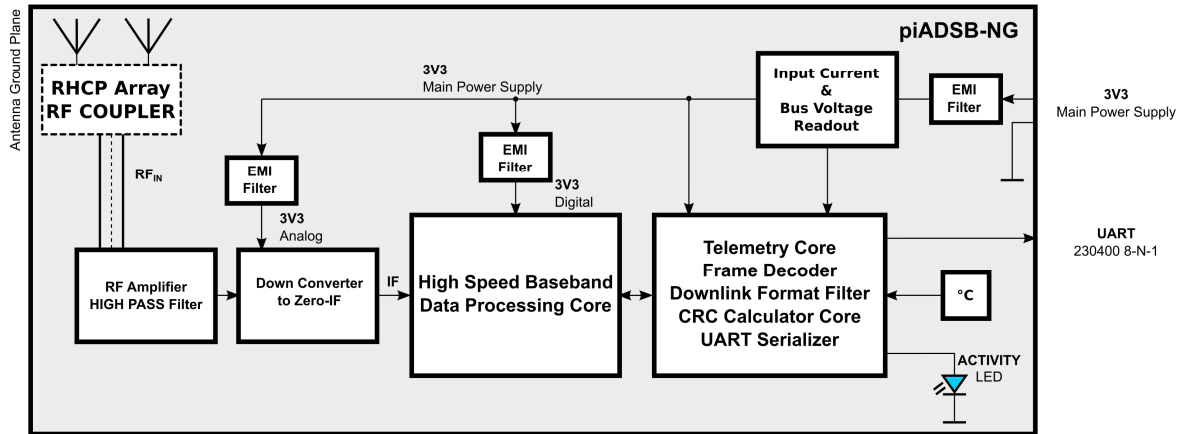 Antenna Ground Plane
piADSB-NG
RHCP Array
RF COUPLER
3V3
Main Power Supply
Input Current
&
Bus Voltage
Readout
EMI
Filter
3V3
Main Power Supply
RF_IN
EMI
Filter
EMI
Filter
3V3
Analog
3V3
Digital
RF Amplifier
HIGH PASS Filter
Down Converter
to Zero-IF
IF
High Speed Baseband
Data Processing Core
Telemetry Core
Frame Decoder
Downlink Format Filter
CRC Calculator Core
UART Serializer
UART
230400 8-N-1
°C
ACTIVITY
LED